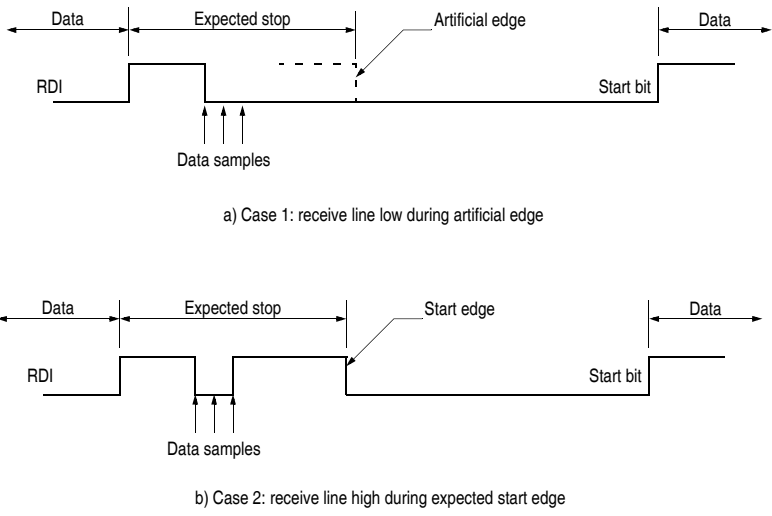 Data Expected stop Artificial edge Data
RDI Start bit
Data samples
a) Case 1: receive line low during artificial edge
Data Expected stop Start edge Data
RDI Start bit
Data samples
b) Case 2: receive line high during expected start edge